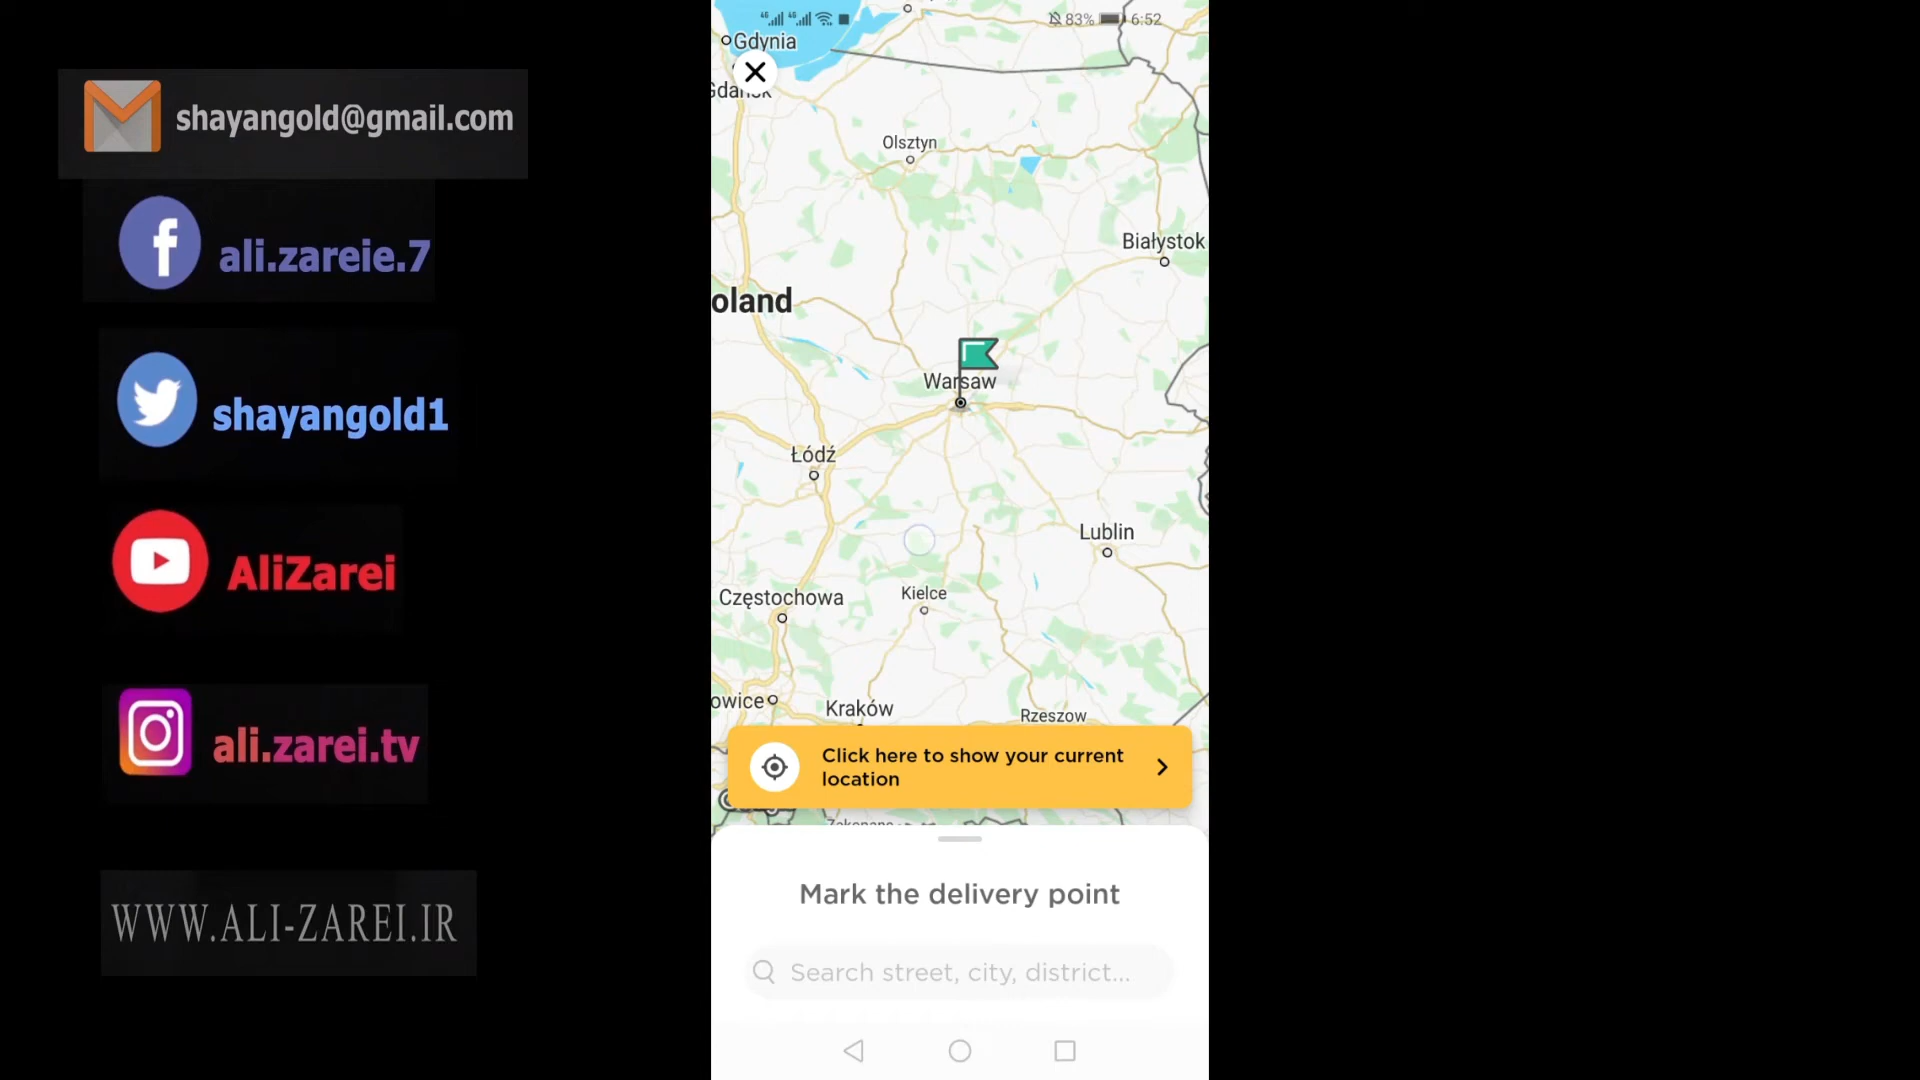 shayangold@gmail.com
ali.zareie.7
shayangold1
AliZarei
ali.zarei.tv
WWW.ALI-ZAREI.IR
83% 6:52
Gdynia
Gdańsk
Olsztyn
Białystok
oland
Warsaw
Łódź
Lublin
Częstochowa
Kielce
owice
Kraków
Rzeszow
Click here to show your current
location
Zakopane
Mark the delivery point
Search street, city, district...